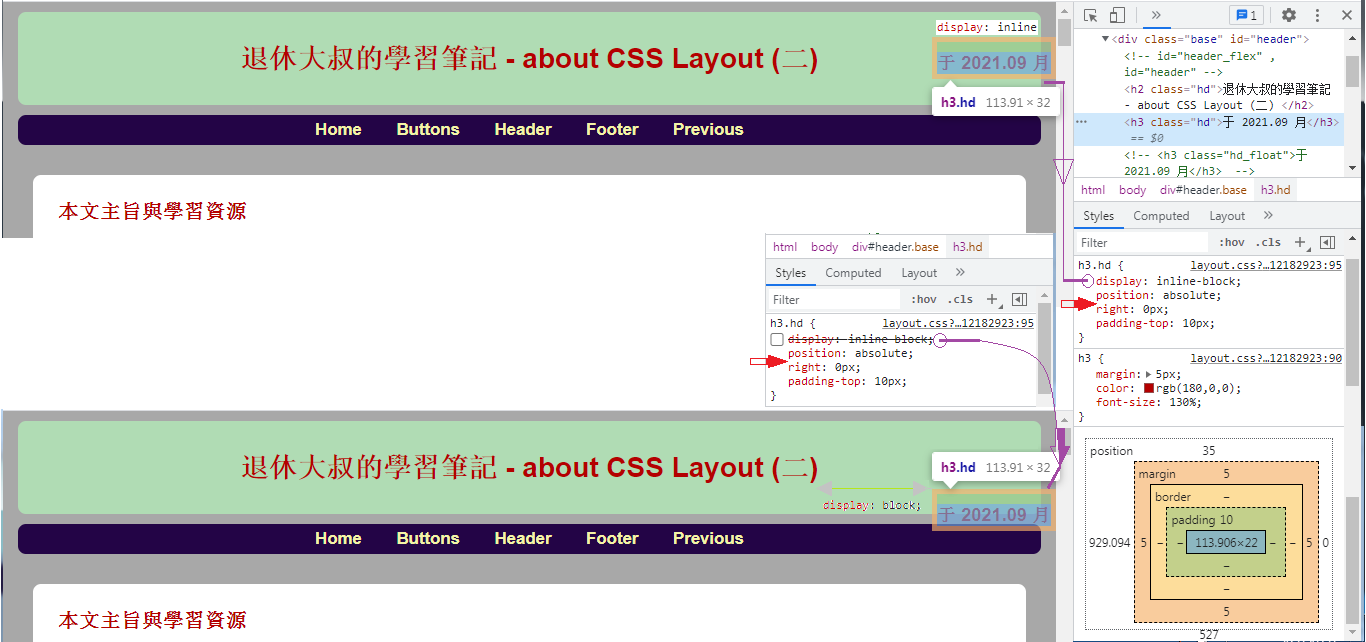 display: inline
退休大叔的學習筆記 - about CSS Layout (二)
于 2021.09 月
h3.hd 113.91 × 32
Home Buttons Header Footer Previous
本文主旨與學習資源
html body div#header.base h3.hd
Styles Computed Layout »
Filter :hov .cls +
h3.hd { layout.css?…12182923:95
display: inline-block;
position: absolute;
right: 0px;
padding-top: 10px;
}
退休大叔的學習筆記 - about CSS Layout (二)
h3.hd 113.91 × 32
display: block;
于 2021.09 月
Home Buttons Header Footer Previous
本文主旨與學習資源
» 1
▼<div class="base" id="header">
<!-- id="header_flex" ,
id="header" -->
<h2 class="hd">退休大叔的學習筆記
- about CSS Layout (二) </h2>
••• <h3 class="hd">于 2021.09 月</h3>
== $0
<!-- <h3 class="hd_float">于
2021.09 月</h3> -->
html body div#header.base h3.hd
Styles Computed Layout »
Filter :hov .cls +
h3.hd { layout.css?…12182923:95
display: inline-block;
position: absolute;
right: 0px;
padding-top: 10px;
}
h3 { layout.css?…12182923:90
margin: ▶ 5px;
color: rgb(180,0,0);
font-size: 130%;
}
position 35
margin 5
border –
padding 10
929.094 5 – – 113.906×22 – – 5 0
–
–
5
527